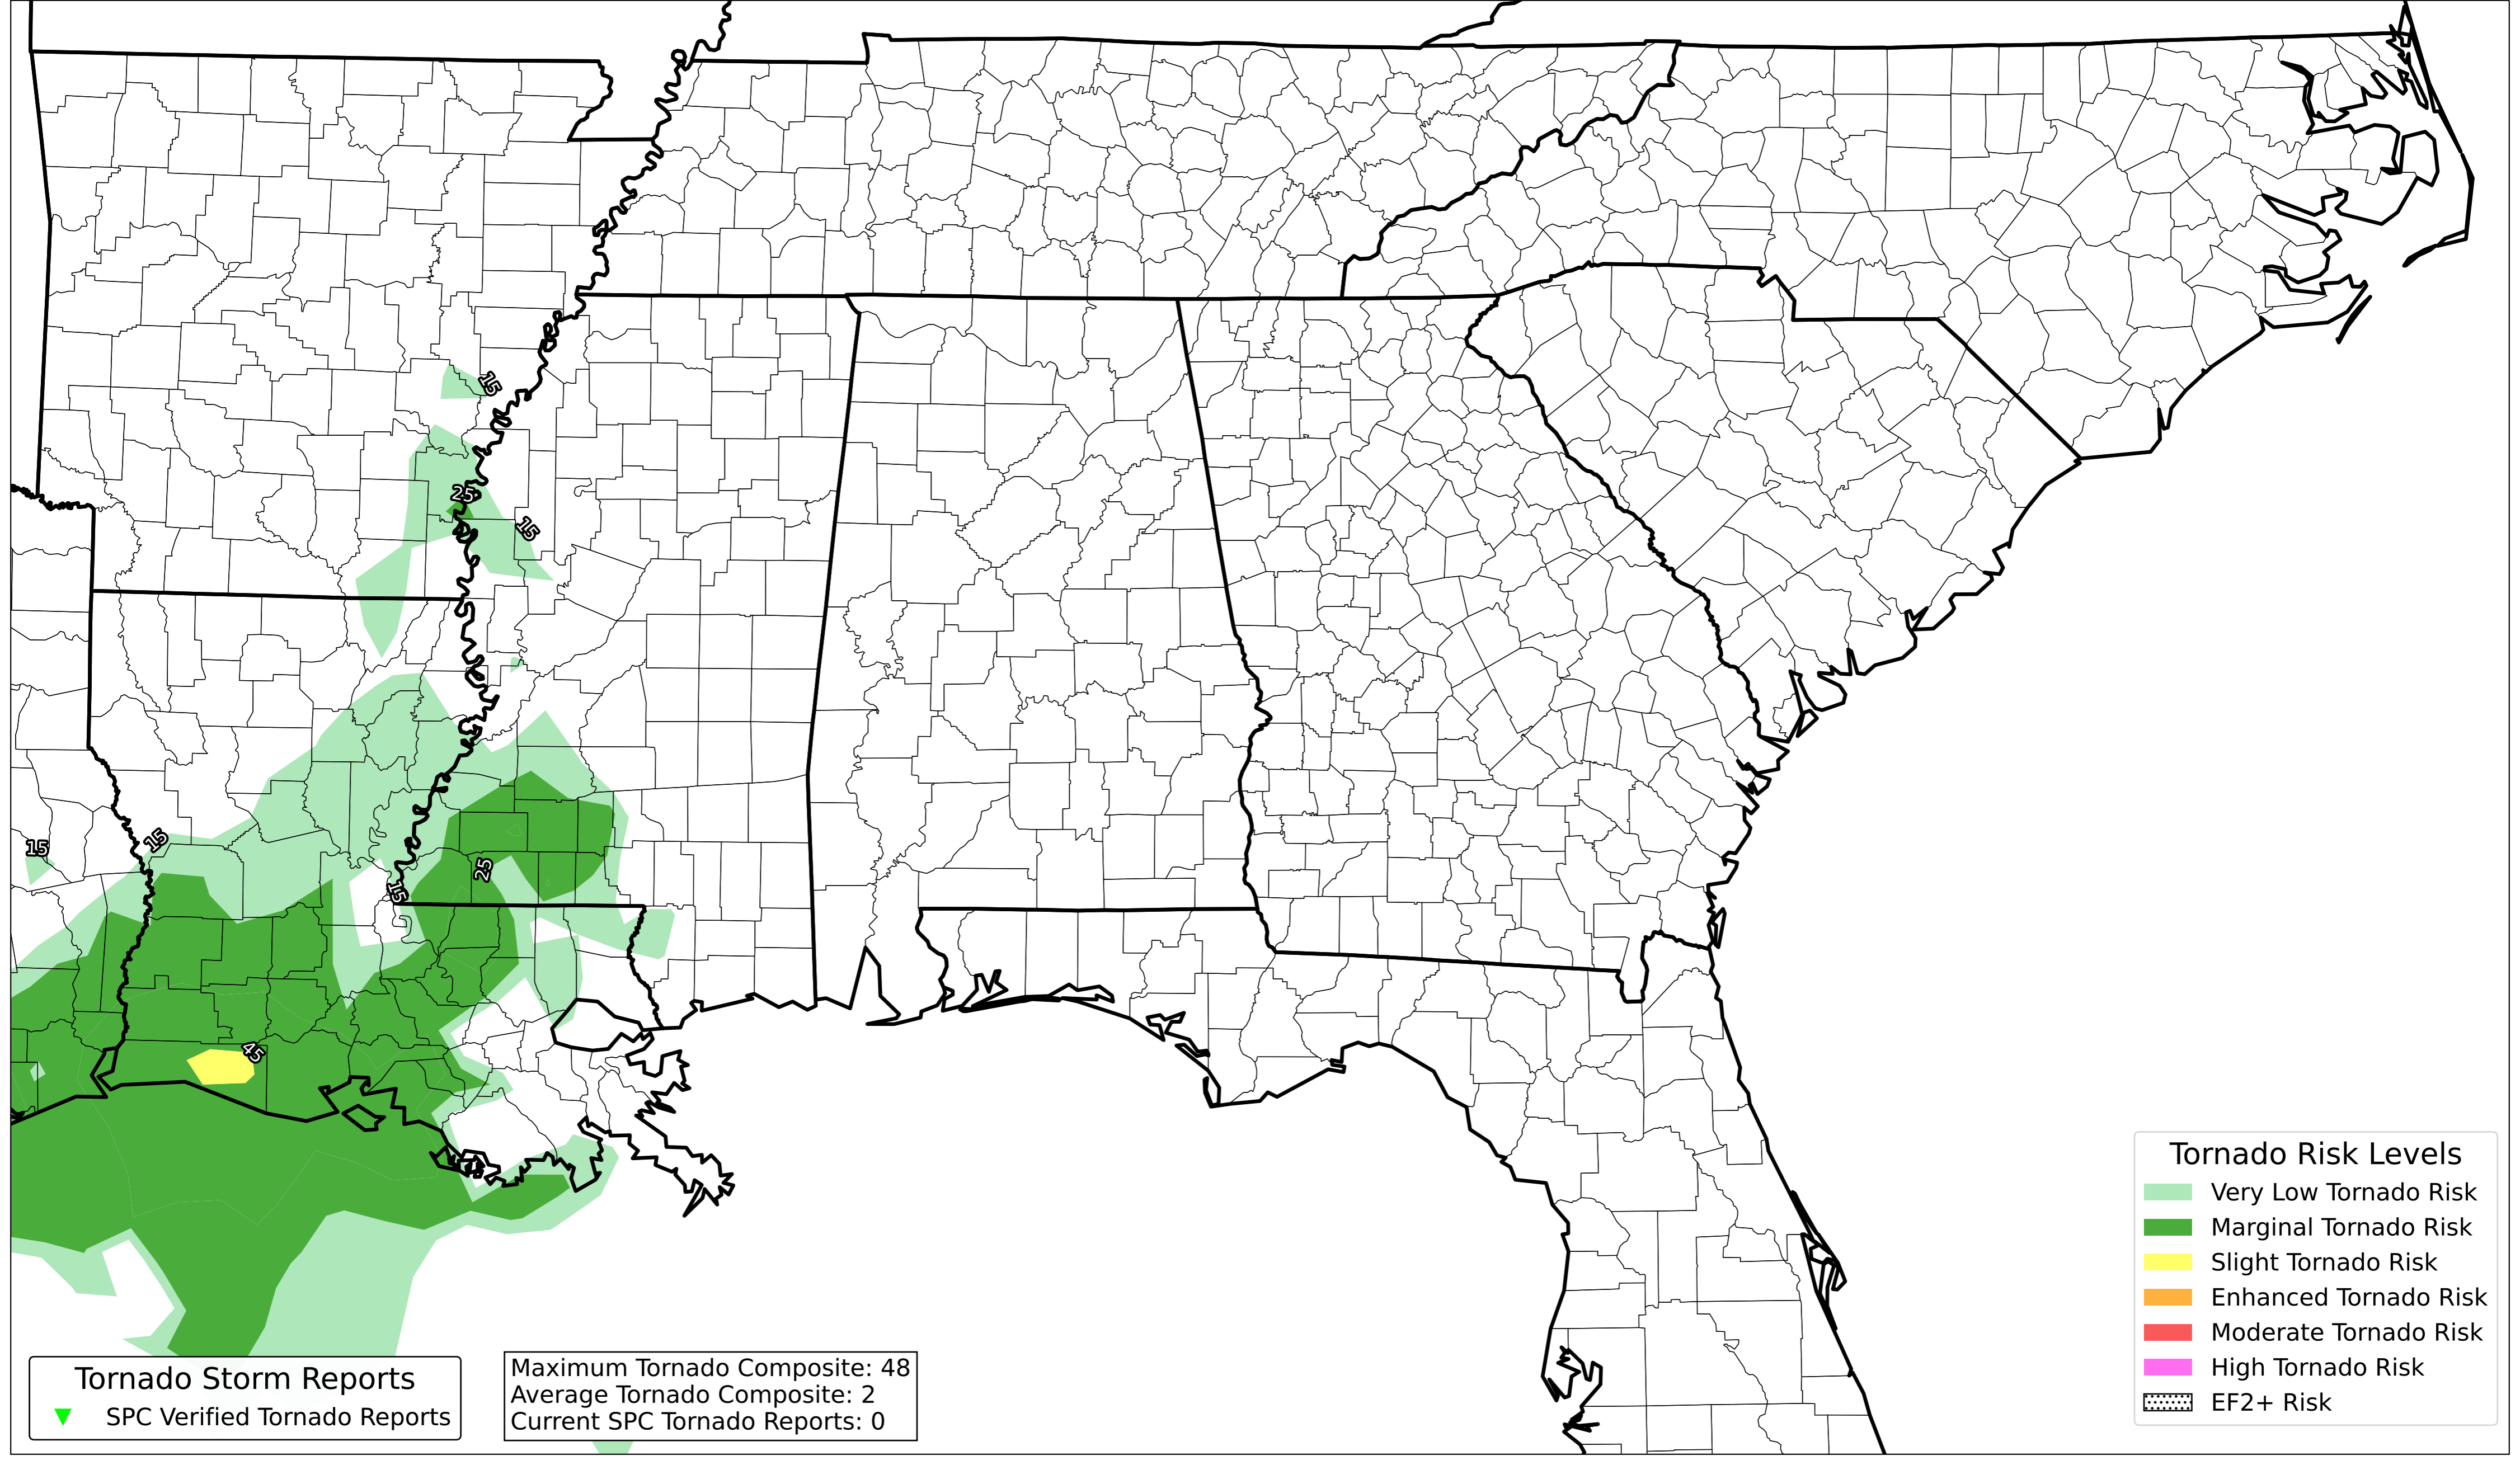 15
25
15
15
15
25
15
45
Tornado Storm Reports
SPC Verified Tornado Reports
Maximum Tornado Composite: 48
Average Tornado Composite: 2
Current SPC Tornado Reports: 0
Tornado Risk Levels
Very Low Tornado Risk
Marginal Tornado Risk
Slight Tornado Risk
Enhanced Tornado Risk
Moderate Tornado Risk
High Tornado Risk
EF2+ Risk